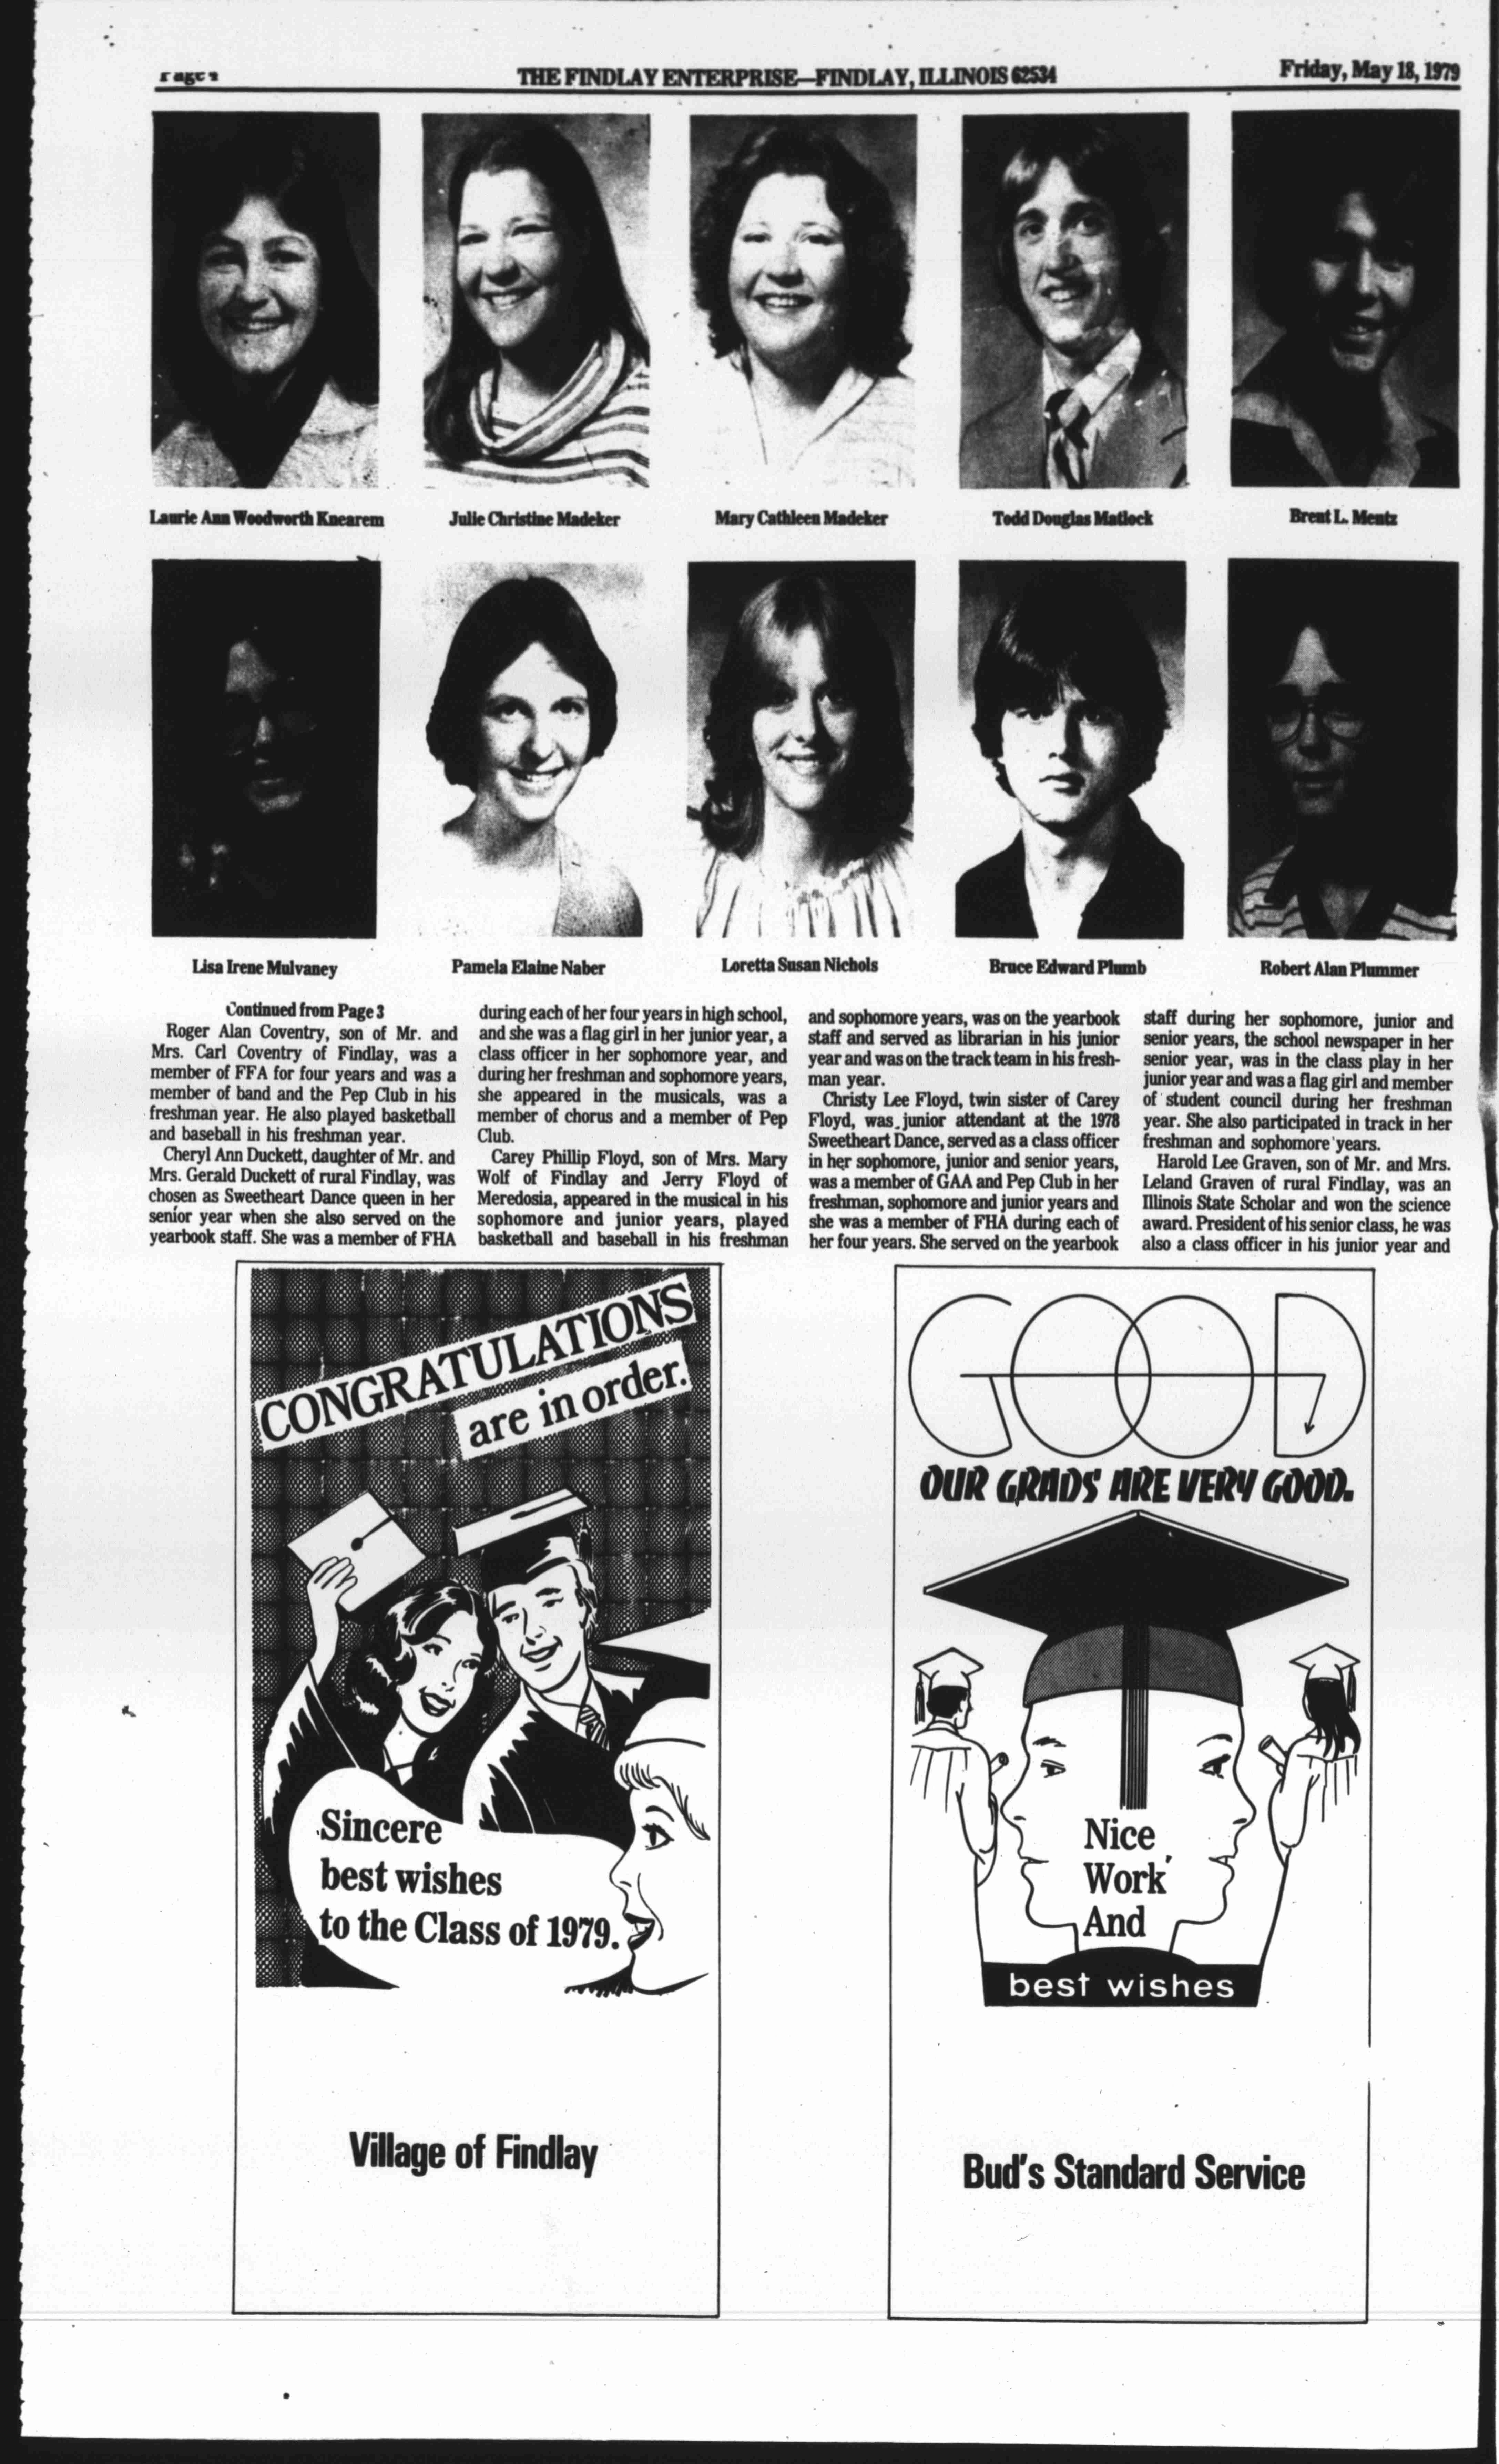 Page 4
THE FINDLAY ENTERPRISE—FINDLAY, ILLINOIS 62534
Friday, May 18, 1979
Laurie Ann Woodworth Knearem
Julie Christine Madeker
Mary Cathleen Madeker
Todd Douglas Matlock
Brent L. Mentz
Lisa Irene Mulvaney
Pamela Elaine Naber
Loretta Susan Nichols
Bruce Edward Plumb
Robert Alan Plummer
Continued from Page 3
Roger Alan Coventry, son of Mr. and
Mrs. Carl Coventry of Findlay, was a
member of FFA for four years and was a
member of band and the Pep Club in his
freshman year. He also played basketball
and baseball in his freshman year.
Cheryl Ann Duckett, daughter of Mr. and
Mrs. Gerald Duckett of rural Findlay, was
chosen as Sweetheart Dance queen in her
senior year when she also served on the
yearbook staff. She was a member of FHA
during each of her four years in high school,
and she was a flag girl in her junior year, a
class officer in her sophomore year, and
during her freshman and sophomore years,
she appeared in the musicals, was a
member of chorus and a member of Pep
Club.
Carey Phillip Floyd, son of Mrs. Mary
Wolf of Findlay and Jerry Floyd of
Meredosia, appeared in the musical in his
sophomore and junior years, played
basketball and baseball in his freshman
and sophomore years, was on the yearbook
staff and served as librarian in his junior
year and was on the track team in his fresh-
man year.
Christy Lee Floyd, twin sister of Carey
Floyd, was junior attendant at the 1978
Sweetheart Dance, served as a class officer
in her sophomore, junior and senior years,
was a member of GAA and Pep Club in her
freshman, sophomore and junior years and
she was a member of FHA during each of
her four years. She served on the yearbook
staff during her sophomore, junior and
senior years, the school newspaper in her
senior year, was in the class play in her
junior year and was a flag girl and member
of student council during her freshman
year. She also participated in track in her
freshman and sophomore years.
Harold Lee Graven, son of Mr. and Mrs.
Leland Graven of rural Findlay, was an
Illinois State Scholar and won the science
award. President of his senior class, he was
also a class officer in his junior year and
CONGRATULATIONS
are in order.
Sincere
best wishes
to the Class of 1979.
Village of Findlay
GOOD
OUR GRADS ARE VERY GOOD.
Nice
Work
And
best wishes
Bud's Standard Service